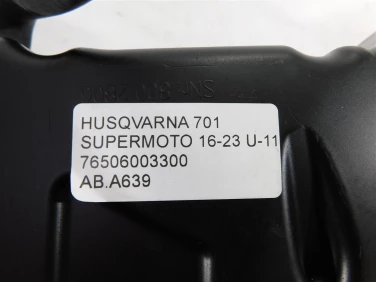 HUSQVARNA 701
SUPERMOTO 16-23 U-11
76506003300
AB.A639